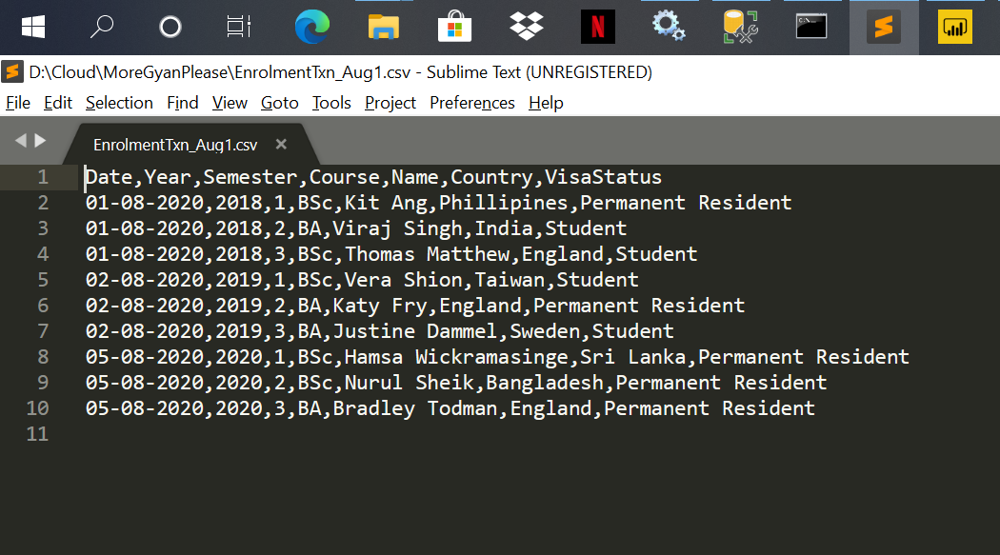 D:\Cloud\MoreGyanPlease\EnrolmentTxn_Aug1.csv - Sublime Text (UNREGISTERED)
File Edit Selection Find View Goto Tools Project Preferences Help
EnrolmentTxn_Aug1.csv
1 Date,Year,Semester,Course,Name,Country,VisaStatus
2 01-08-2020,2018,1,BSc,Kit Ang,Phillipines,Permanent Resident
3 01-08-2020,2018,2,BA,Viraj Singh,India,Student
4 01-08-2020,2018,3,BSc,Thomas Matthew,England,Student
5 02-08-2020,2019,1,BSc,Vera Shion,Taiwan,Student
6 02-08-2020,2019,2,BA,Katy Fry,England,Permanent Resident
7 02-08-2020,2019,3,BA,Justine Dammel,Sweden,Student
8 05-08-2020,2020,1,BSc,Hamsa Wickramasinge,Sri Lanka,Permanent Resident
9 05-08-2020,2020,2,BSc,Nurul Sheik,Bangladesh,Permanent Resident
10 05-08-2020,2020,3,BA,Bradley Todman,England,Permanent Resident
11